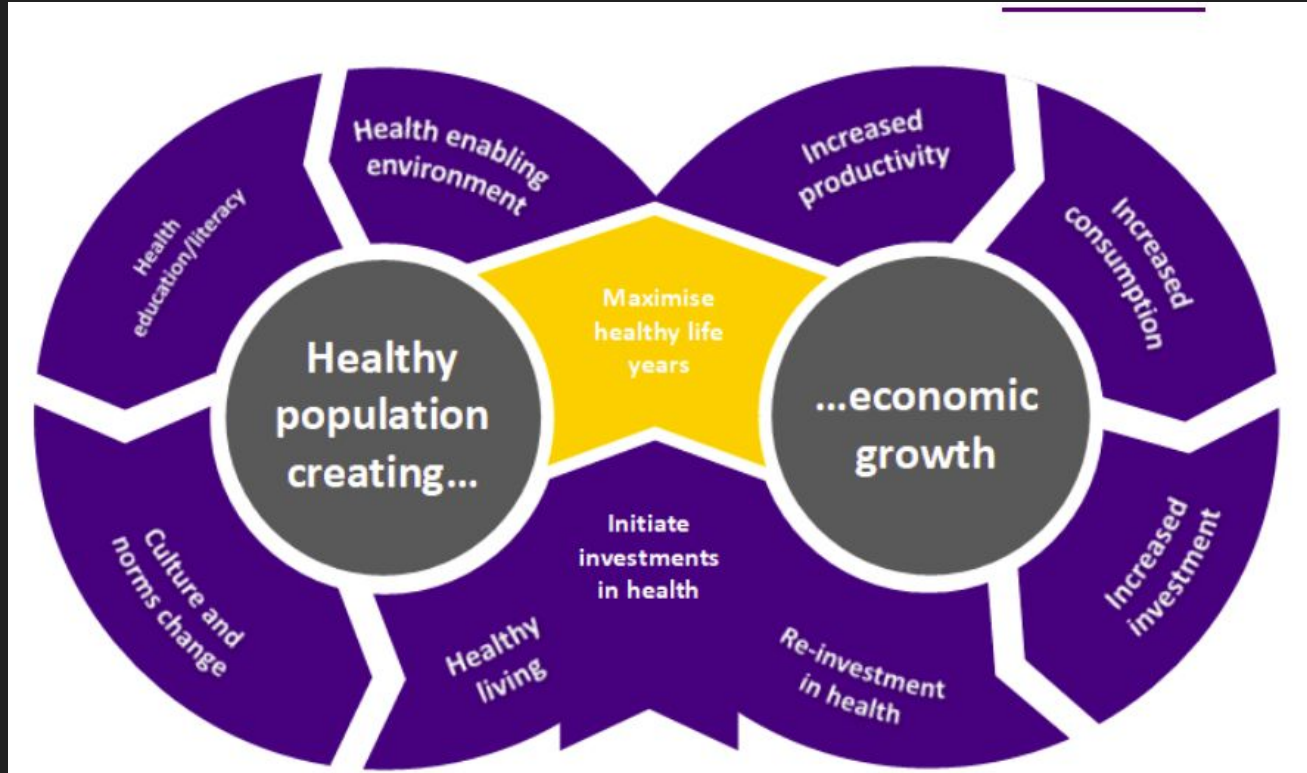 Health enabling
environment
Health
education/literacy
Culture and
norms change
Healthy
living
Healthy
population
creating...
Maximise
healthy life
years
Initiate
investments
in health
...economic
growth
Increased
productivity
Increased
consumption
Increased
investment
Re-investment
in health